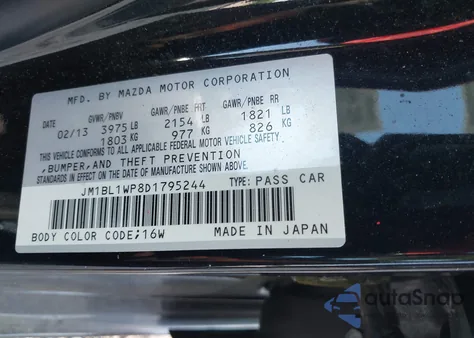 MFD. BY MAZDA MOTOR CORPORATION
DATE GVWR/PNBV GAWR/PNBE FRT GAWR/PNBE RR
02/13 3975 LB 2154 LB 1821 LB
1803 KG 977 KG 826 KG
THIS VEHICLE CONFORMS TO ALL APPLICABLE FEDERAL MOTOR VEHICLE SAFETY,
BUMPER, AND THEFT PREVENTION
STANDARDS IN EFFECT ON THE DATE OF MANUFACTURE SHOWN ABOVE.
JM1BL1WP8D1795244 TYPE: PASS CAR
BODY COLOR CODE;16W MADE IN JAPAN
autoSnap